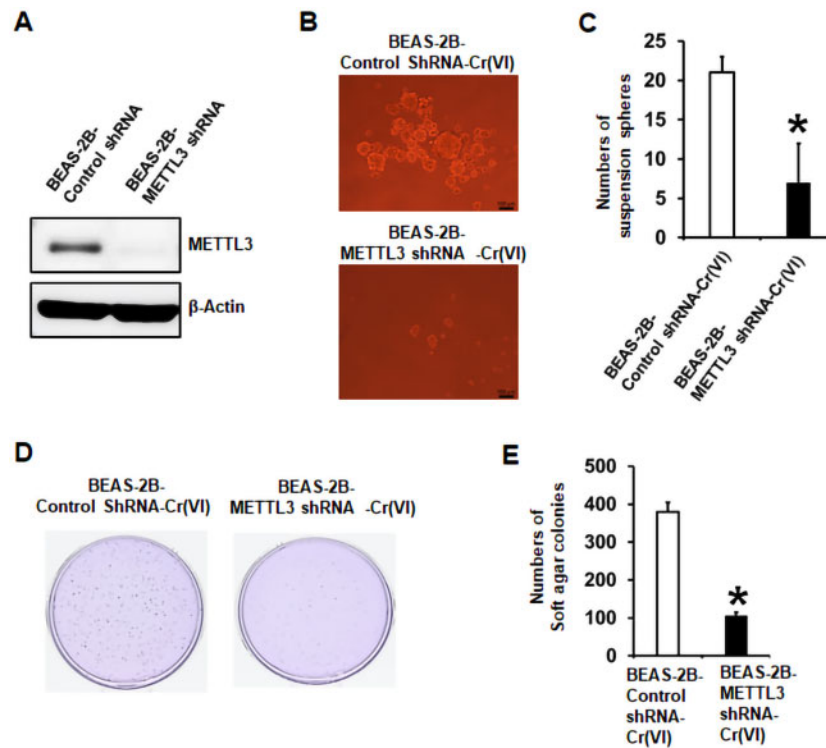 A
BEAS-2B-
Control shRNA
BEAS-2B-
METTL3 shRNA
METTL3
β-Actin
B
BEAS-2B-
Control ShRNA-Cr(VI)
BEAS-2B-
METTL3 shRNA -Cr(VI)
C
Numbers of
suspension spheres
25
20
15
10
5
0
*
BEAS-2B-
Control shRNA-Cr(VI)
BEAS-2B-
METTL3 shRNA-Cr(VI)
D
BEAS-2B-
Control ShRNA-Cr(VI)
BEAS-2B-
METTL3 shRNA -Cr(VI)
E
Numbers of
Soft agar colonies
500
400
300
200
100
0
*
BEAS-2B-
Control
shRNA-
Cr(VI)
BEAS-2B-
METTL3
shRNA-
Cr(VI)